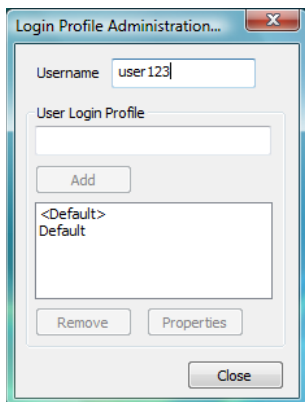 Login Profile Administration...
Username user123
User Login Profile
Add
<Default>
Default
Remove Properties
Close